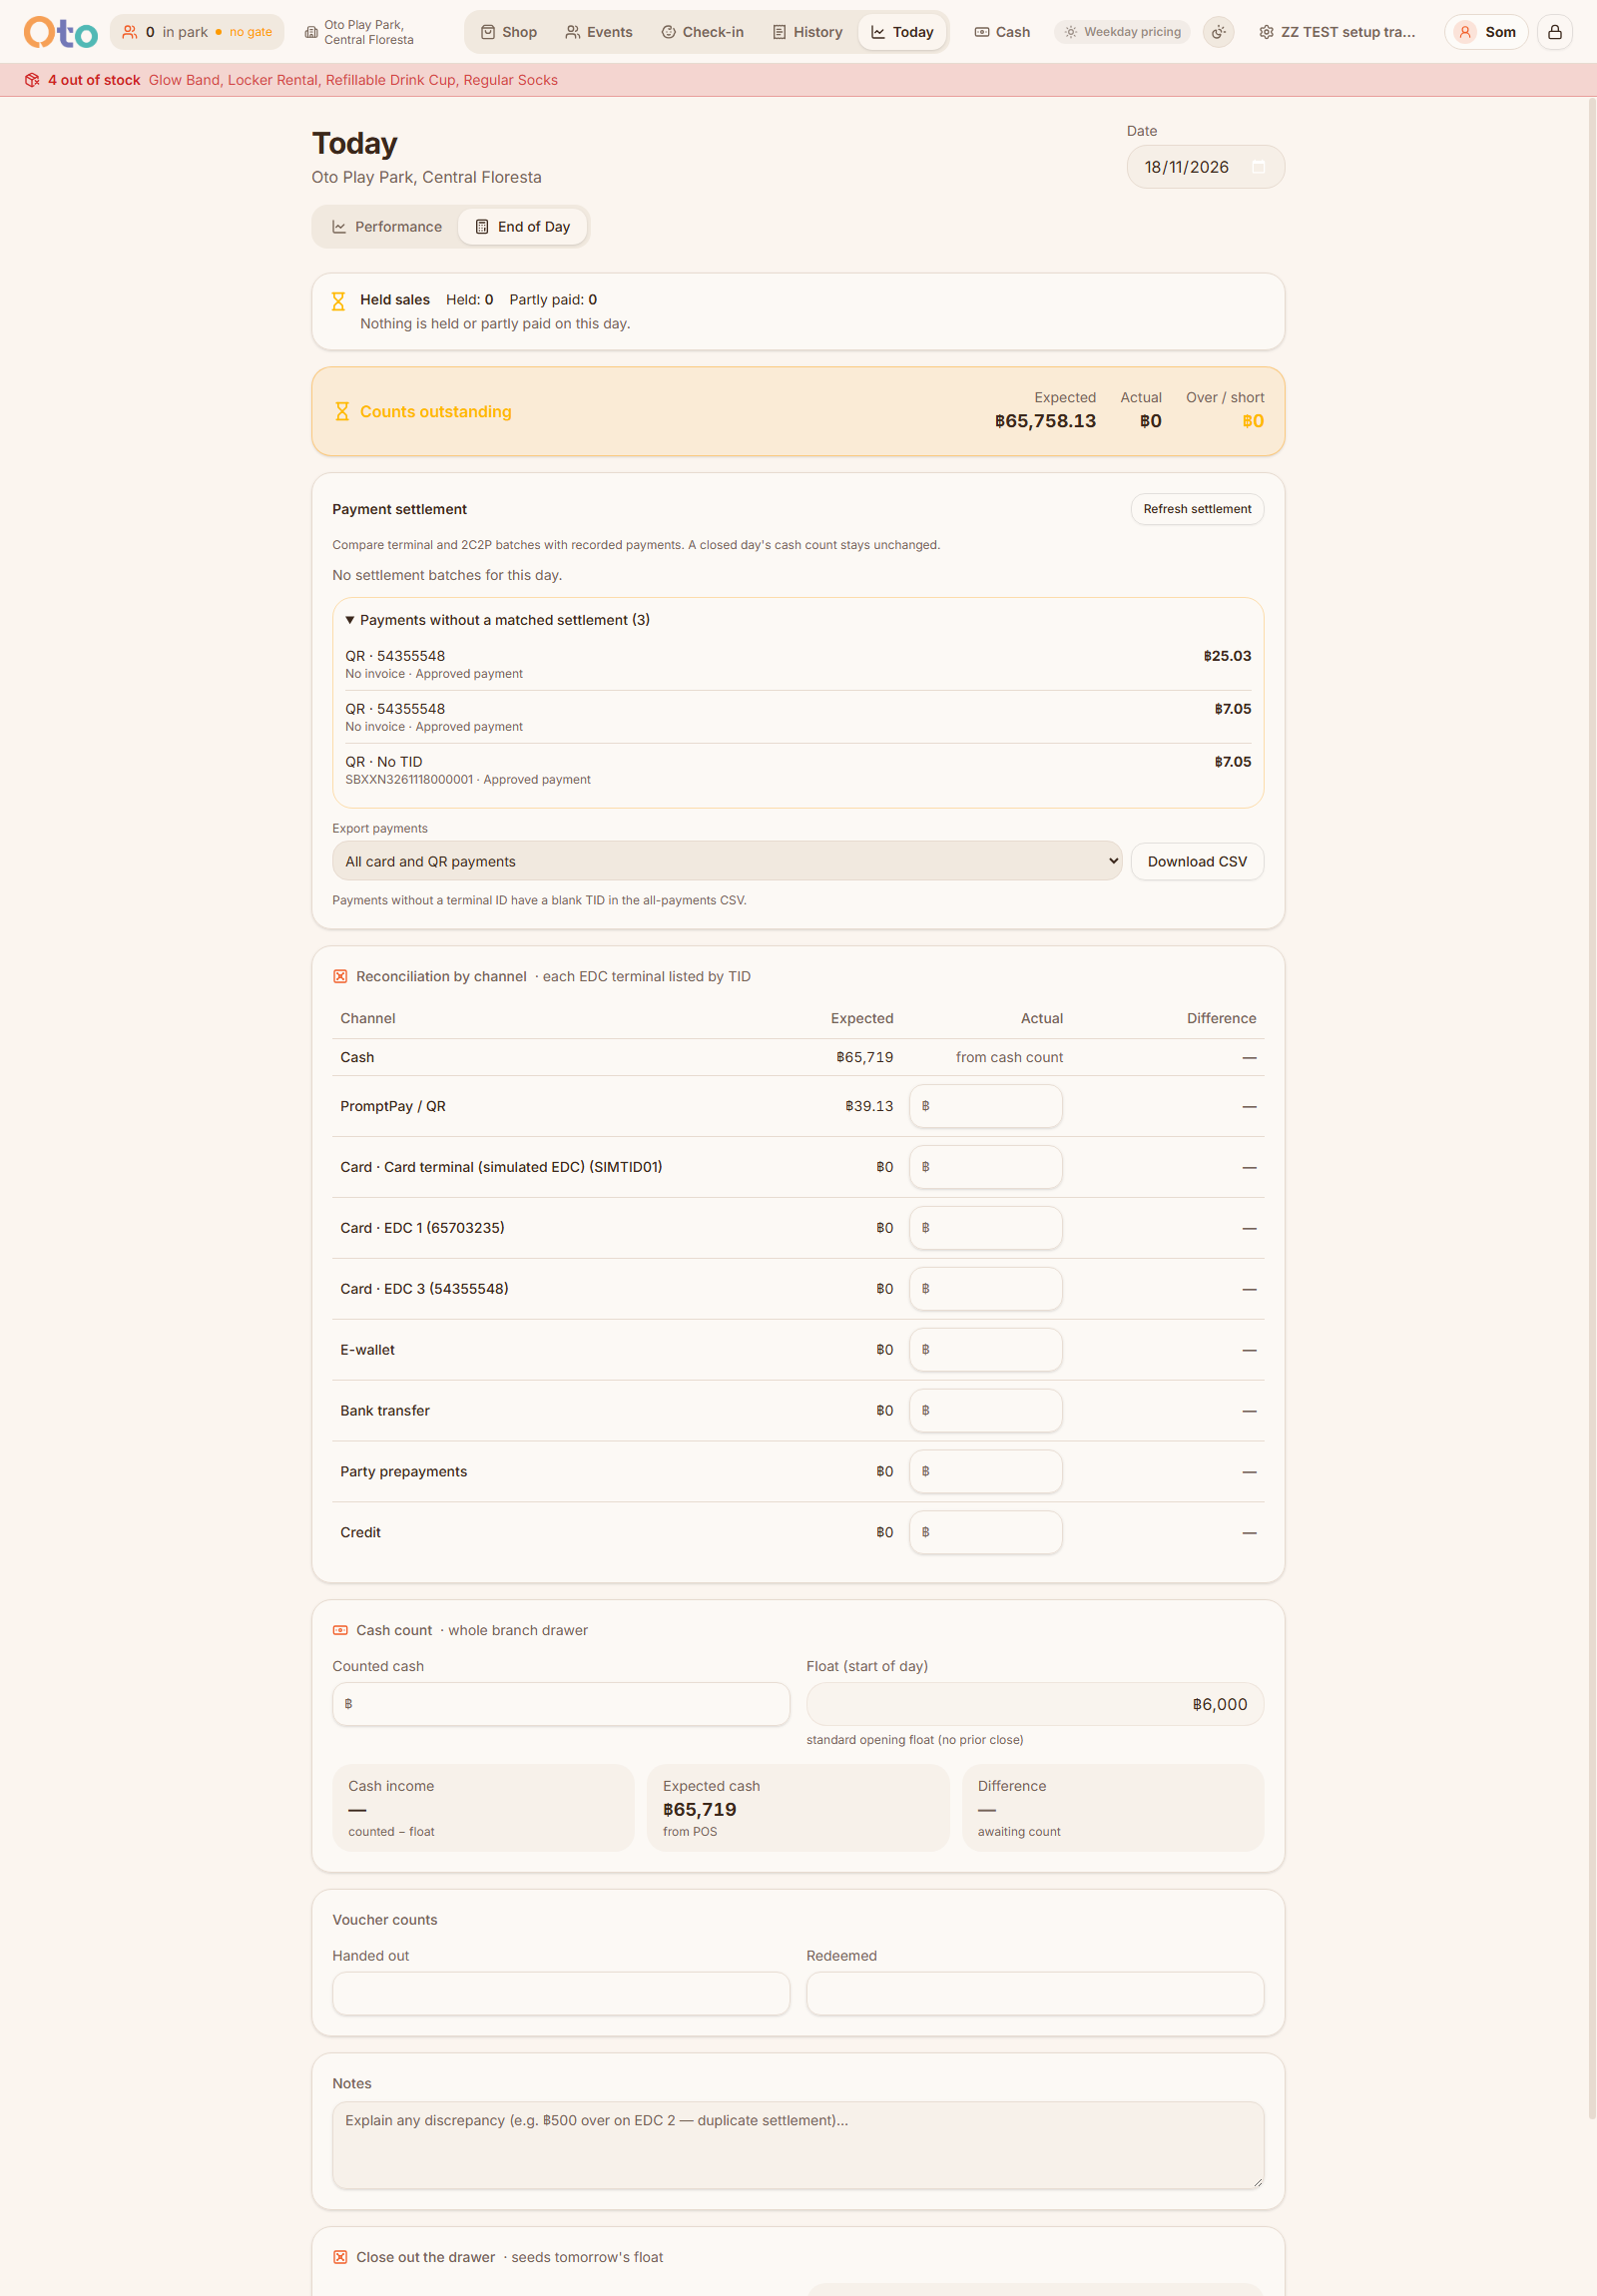 Oto
0 in park • no gate
Oto Play Park,
Central Floresta
Shop
Events
Check-in
History
Today
Cash
Weekday pricing
ZZ TEST setup tra...
Som
4 out of stock Glow Band, Locker Rental, Refillable Drink Cup, Regular Socks
Today
Oto Play Park, Central Floresta
Date
18/11/2026
Performance
End of Day
Held sales Held: 0 Partly paid: 0
Nothing is held or partly paid on this day.
Counts outstanding
Expected Actual Over / short
฿65,758.13 ฿0 ฿0
Payment settlement
Refresh settlement
Compare terminal and 2C2P batches with recorded payments. A closed day's cash count stays unchanged.
No settlement batches for this day.
▼ Payments without a matched settlement (3)
QR · 54355548 ฿25.03
No invoice · Approved payment
QR · 54355548 ฿7.05
No invoice · Approved payment
QR · No TID ฿7.05
SBXXN3261118000001 · Approved payment
Export payments
All card and QR payments
Download CSV
Payments without a terminal ID have a blank TID in the all-payments CSV.
Reconciliation by channel · each EDC terminal listed by TID
Channel Expected Actual Difference
Cash ฿65,719 from cash count —
PromptPay / QR ฿39.13 ฿ —
Card · Card terminal (simulated EDC) (SIMTID01) ฿0 ฿ —
Card · EDC 1 (65703235) ฿0 ฿ —
Card · EDC 3 (54355548) ฿0 ฿ —
E-wallet ฿0 ฿ —
Bank transfer ฿0 ฿ —
Party prepayments ฿0 ฿ —
Credit ฿0 ฿ —
Cash count · whole branch drawer
Counted cash
฿
Float (start of day)
฿6,000
standard opening float (no prior close)
Cash income
—
counted – float
Expected cash
฿65,719
from POS
Difference
—
awaiting count
Voucher counts
Handed out
Redeemed
Notes
Explain any discrepancy (e.g. ฿500 over on EDC 2 — duplicate settlement)...
Close out the drawer · seeds tomorrow's float